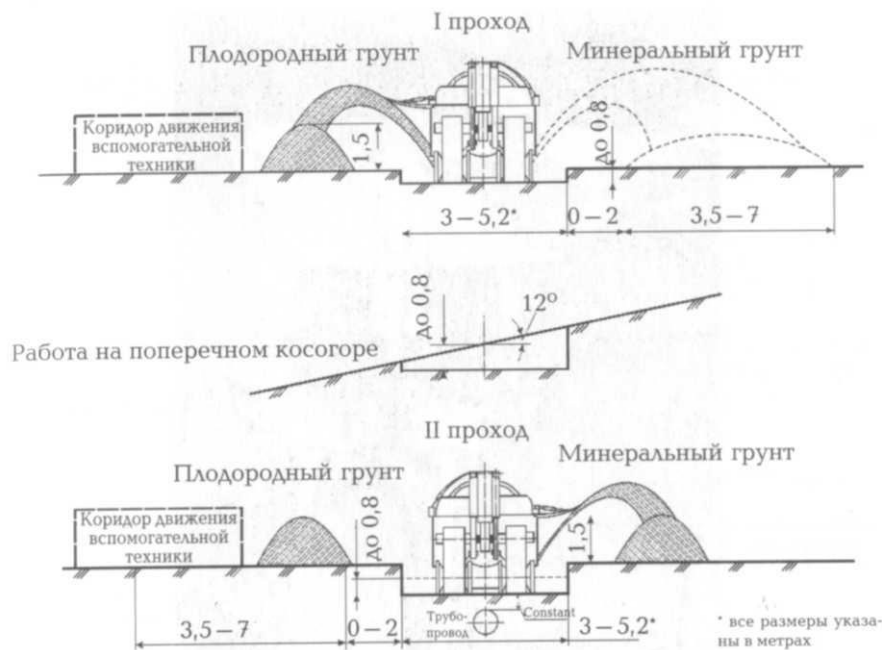 I проход
Плодородный грунт
Минеральный грунт
Коридор движения
вспомогательной
техники
1,5
до 0,8
3 – 5,2*
0 – 2
3,5 – 7
до 0,8
12°
Работа на поперечном косогоре
II проход
Плодородный грунт
Минеральный грунт
Коридор движения
вспомогательной
техники
до 0,8
1,5
Трубо-
провод
Constant
3,5 – 7
0 – 2
3 – 5,2*
* все размеры указа-
ны в метрах